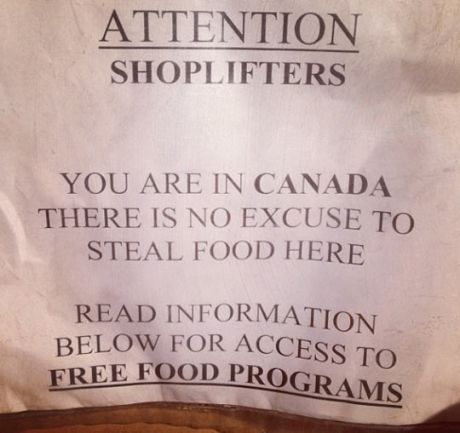 ATTENTION
SHOPLIFTERS
YOU ARE IN CANADA
THERE IS NO EXCUSE TO
STEAL FOOD HERE
READ INFORMATION
BELOW FOR ACCESS TO
FREE FOOD PROGRAMS